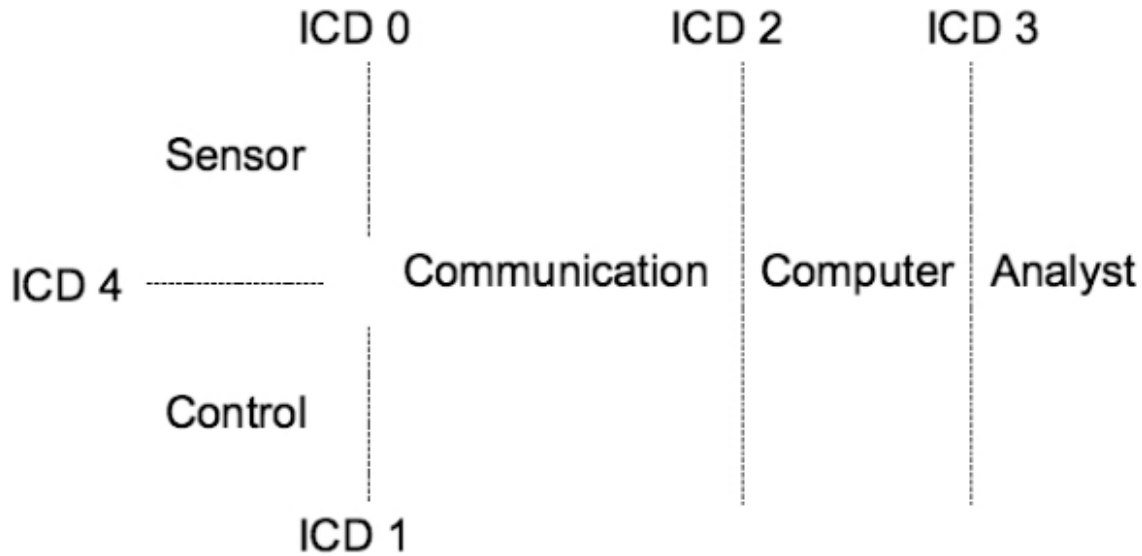 ICD 0
ICD 2
ICD 3
Sensor
ICD 4
Communication
Computer
Analyst
Control
ICD 1